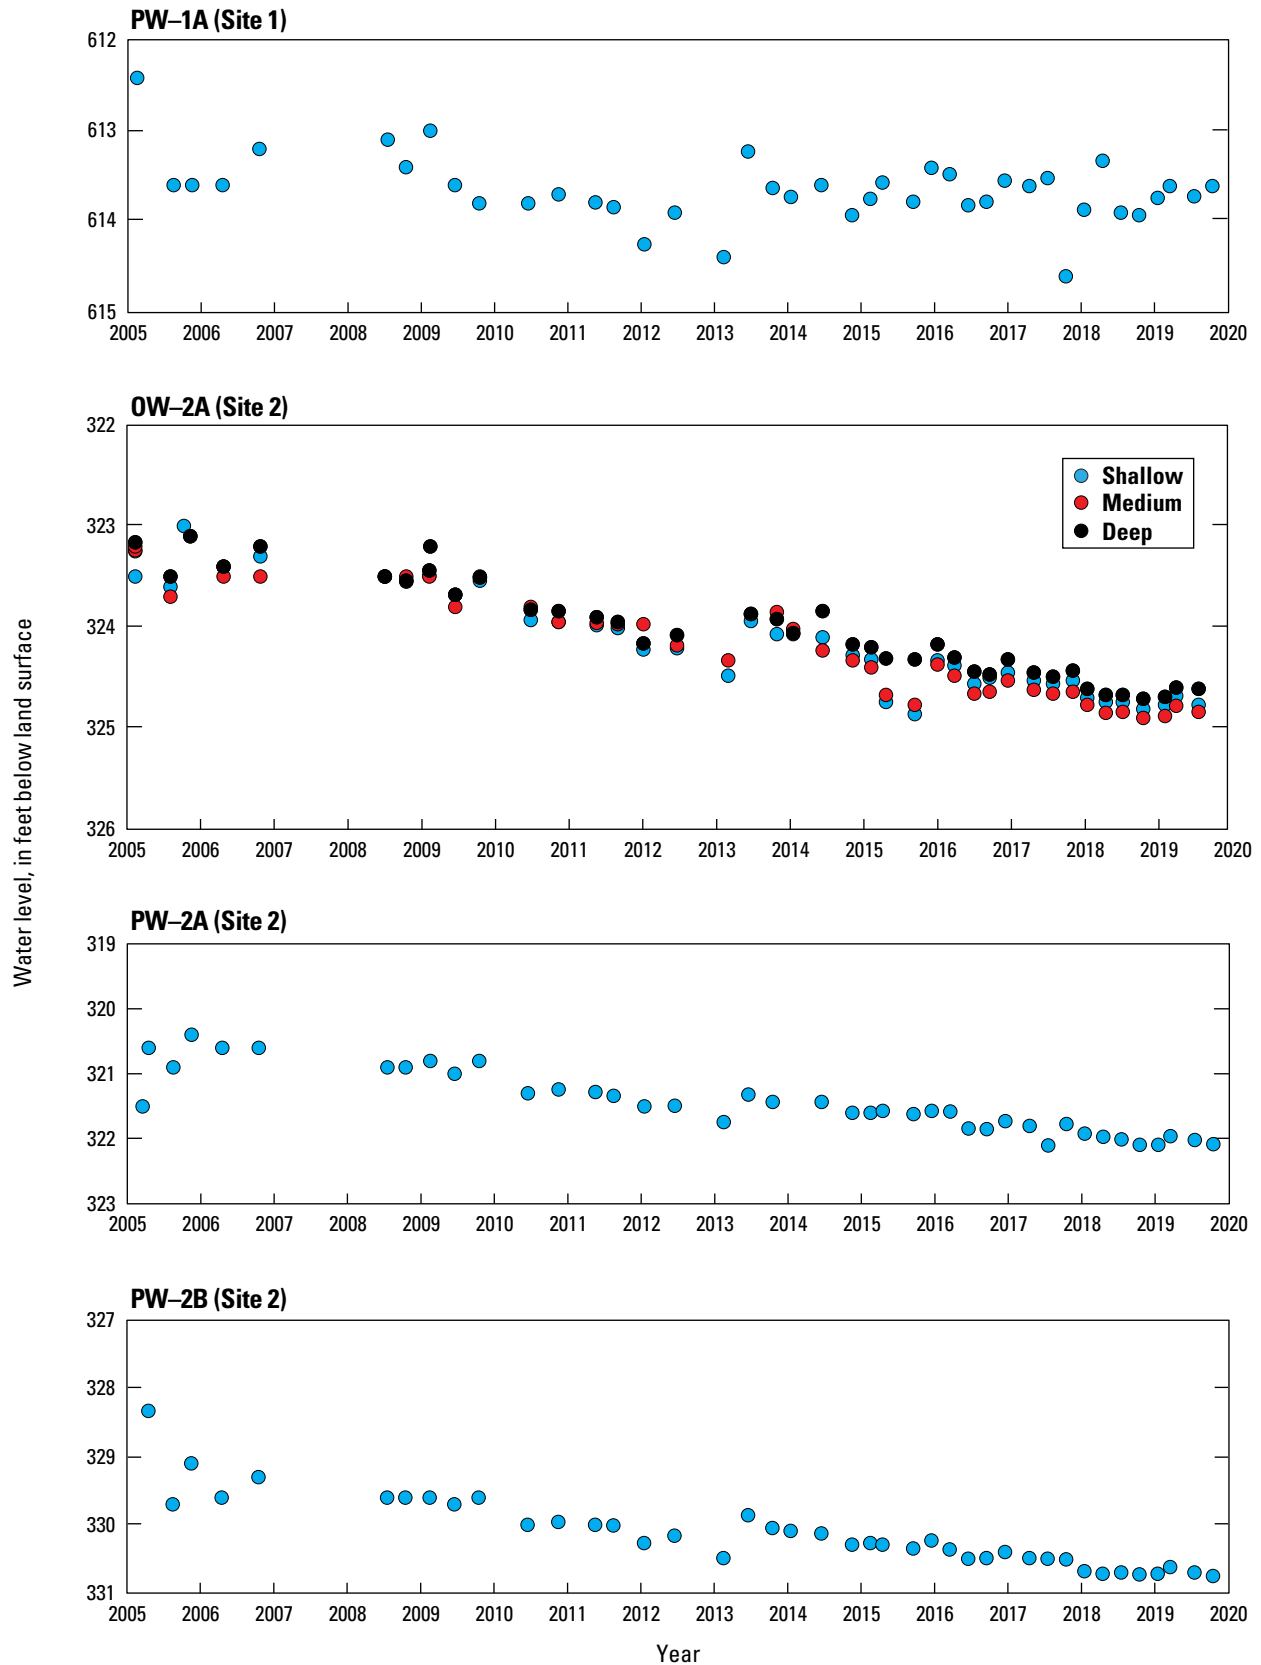 PW–1A (Site 1)
612
613
614
615
2005 2006 2007 2008 2009 2010 2011 2012 2013 2014 2015 2016 2017 2018 2019 2020
OW–2A (Site 2)
322
323
324
325
326
Shallow
Medium
Deep
2005 2006 2007 2008 2009 2010 2011 2012 2013 2014 2015 2016 2017 2018 2019 2020
Water level, in feet below land surface
PW–2A (Site 2)
319
320
321
322
323
2005 2006 2007 2008 2009 2010 2011 2012 2013 2014 2015 2016 2017 2018 2019 2020
PW–2B (Site 2)
327
328
329
330
331
2005 2006 2007 2008 2009 2010 2011 2012 2013 2014 2015 2016 2017 2018 2019 2020
Year